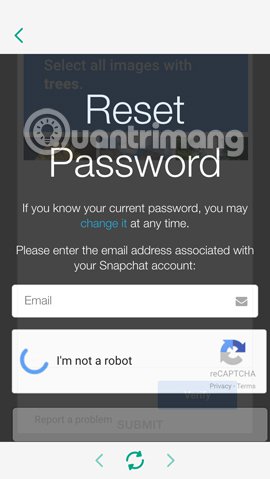 Select all images with
trees.
Reset
Quantrimang
Password
If you know your current password, you may
change it at any time.
Please enter the email address associated with
your Snapchat account:
Email
I'm not a robot
reCAPTCHA
Privacy - Terms
Verify
Report a problem
SUBMIT